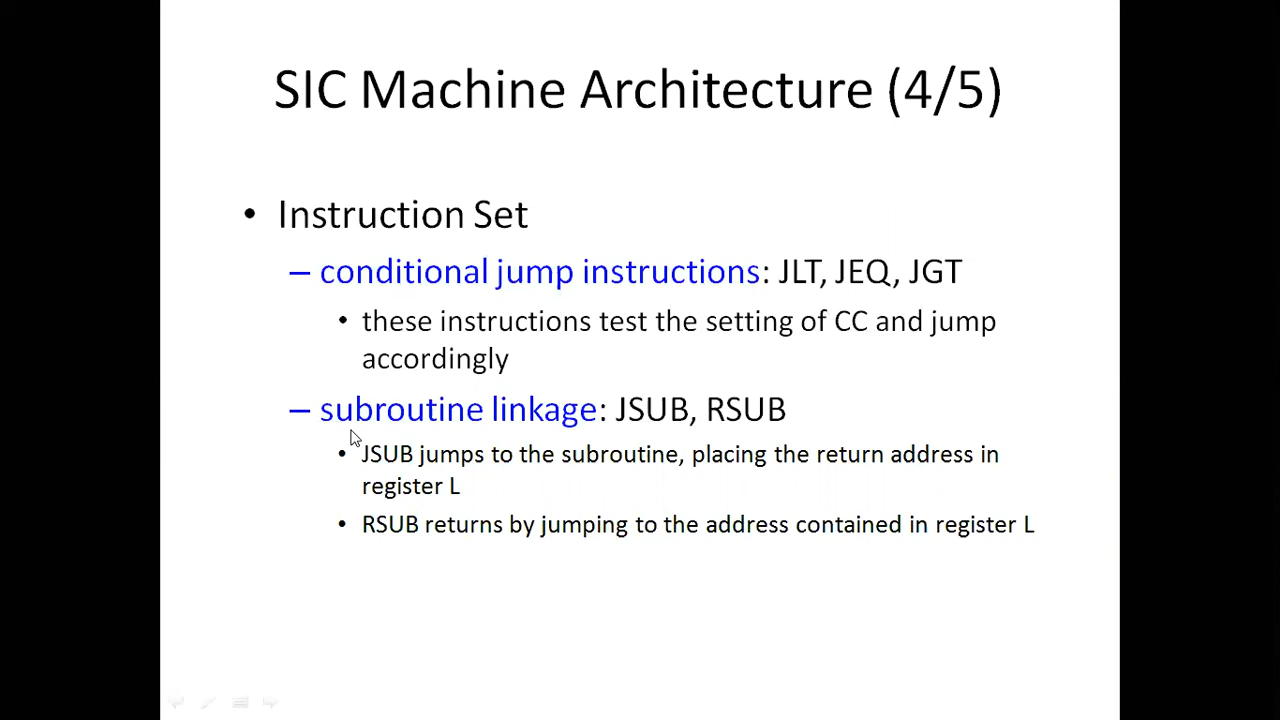 SIC Machine Architecture (4/5)
• Instruction Set
– conditional jump instructions: JLT, JEQ, JGT
• these instructions test the setting of CC and jump
accordingly
– subroutine linkage: JSUB, RSUB
• JSUB jumps to the subroutine, placing the return address in
register L
• RSUB returns by jumping to the address contained in register L